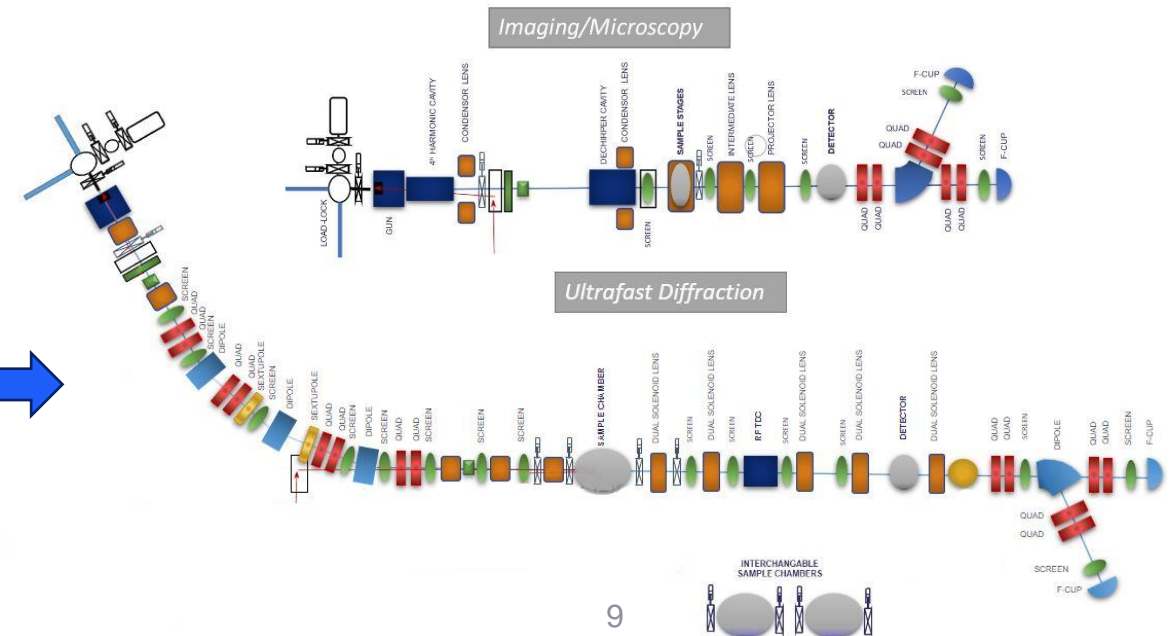 Imaging/Microscopy
LOAD-LOCK
GUN
4th HARMONIC CAVITY
CONDENSOR LENS
DECHIRPER CAVITY
CONDENSOR LENS
SCREEN
SAMPLE STAGES
SCREEN
INTERMEDIATE LENS
SCREEN
PROJECTOR LENS
SCREEN
DETECTOR
QUAD
QUAD
QUAD
QUAD
SCREEN
F-CUP
QUAD
QUAD
SCREEN
F-CUP
Ultrafast Diffraction
SCREEN
QUAD
QUAD
SCREEN
DIPOLE
QUAD
QUAD
SEXTUPOLE
SCREEN
DIPOLE
SEXTUPOLE
QUAD
QUAD
SCREEN
DIPOLE
SCREEN
QUAD
QUAD
SCREEN
SCREEN
SCREEN
SAMPLE CHAMBER
DUAL SOLENOID LENS
SCREEN
DUAL SOLENOID LENS
SCREEN
RF TCC
SCREEN
DUAL SOLENOID LENS
SCREEN
DUAL SOLENOID LENS
DETECTOR
DUAL SOLENOID LENS
QUAD
QUAD
SCREEN
DIPOLE
QUAD
QUAD
SCREEN
F-CUP
QUAD
QUAD
SCREEN
F-CUP
INTERCHANGABLE
SAMPLE CHAMBERS
9